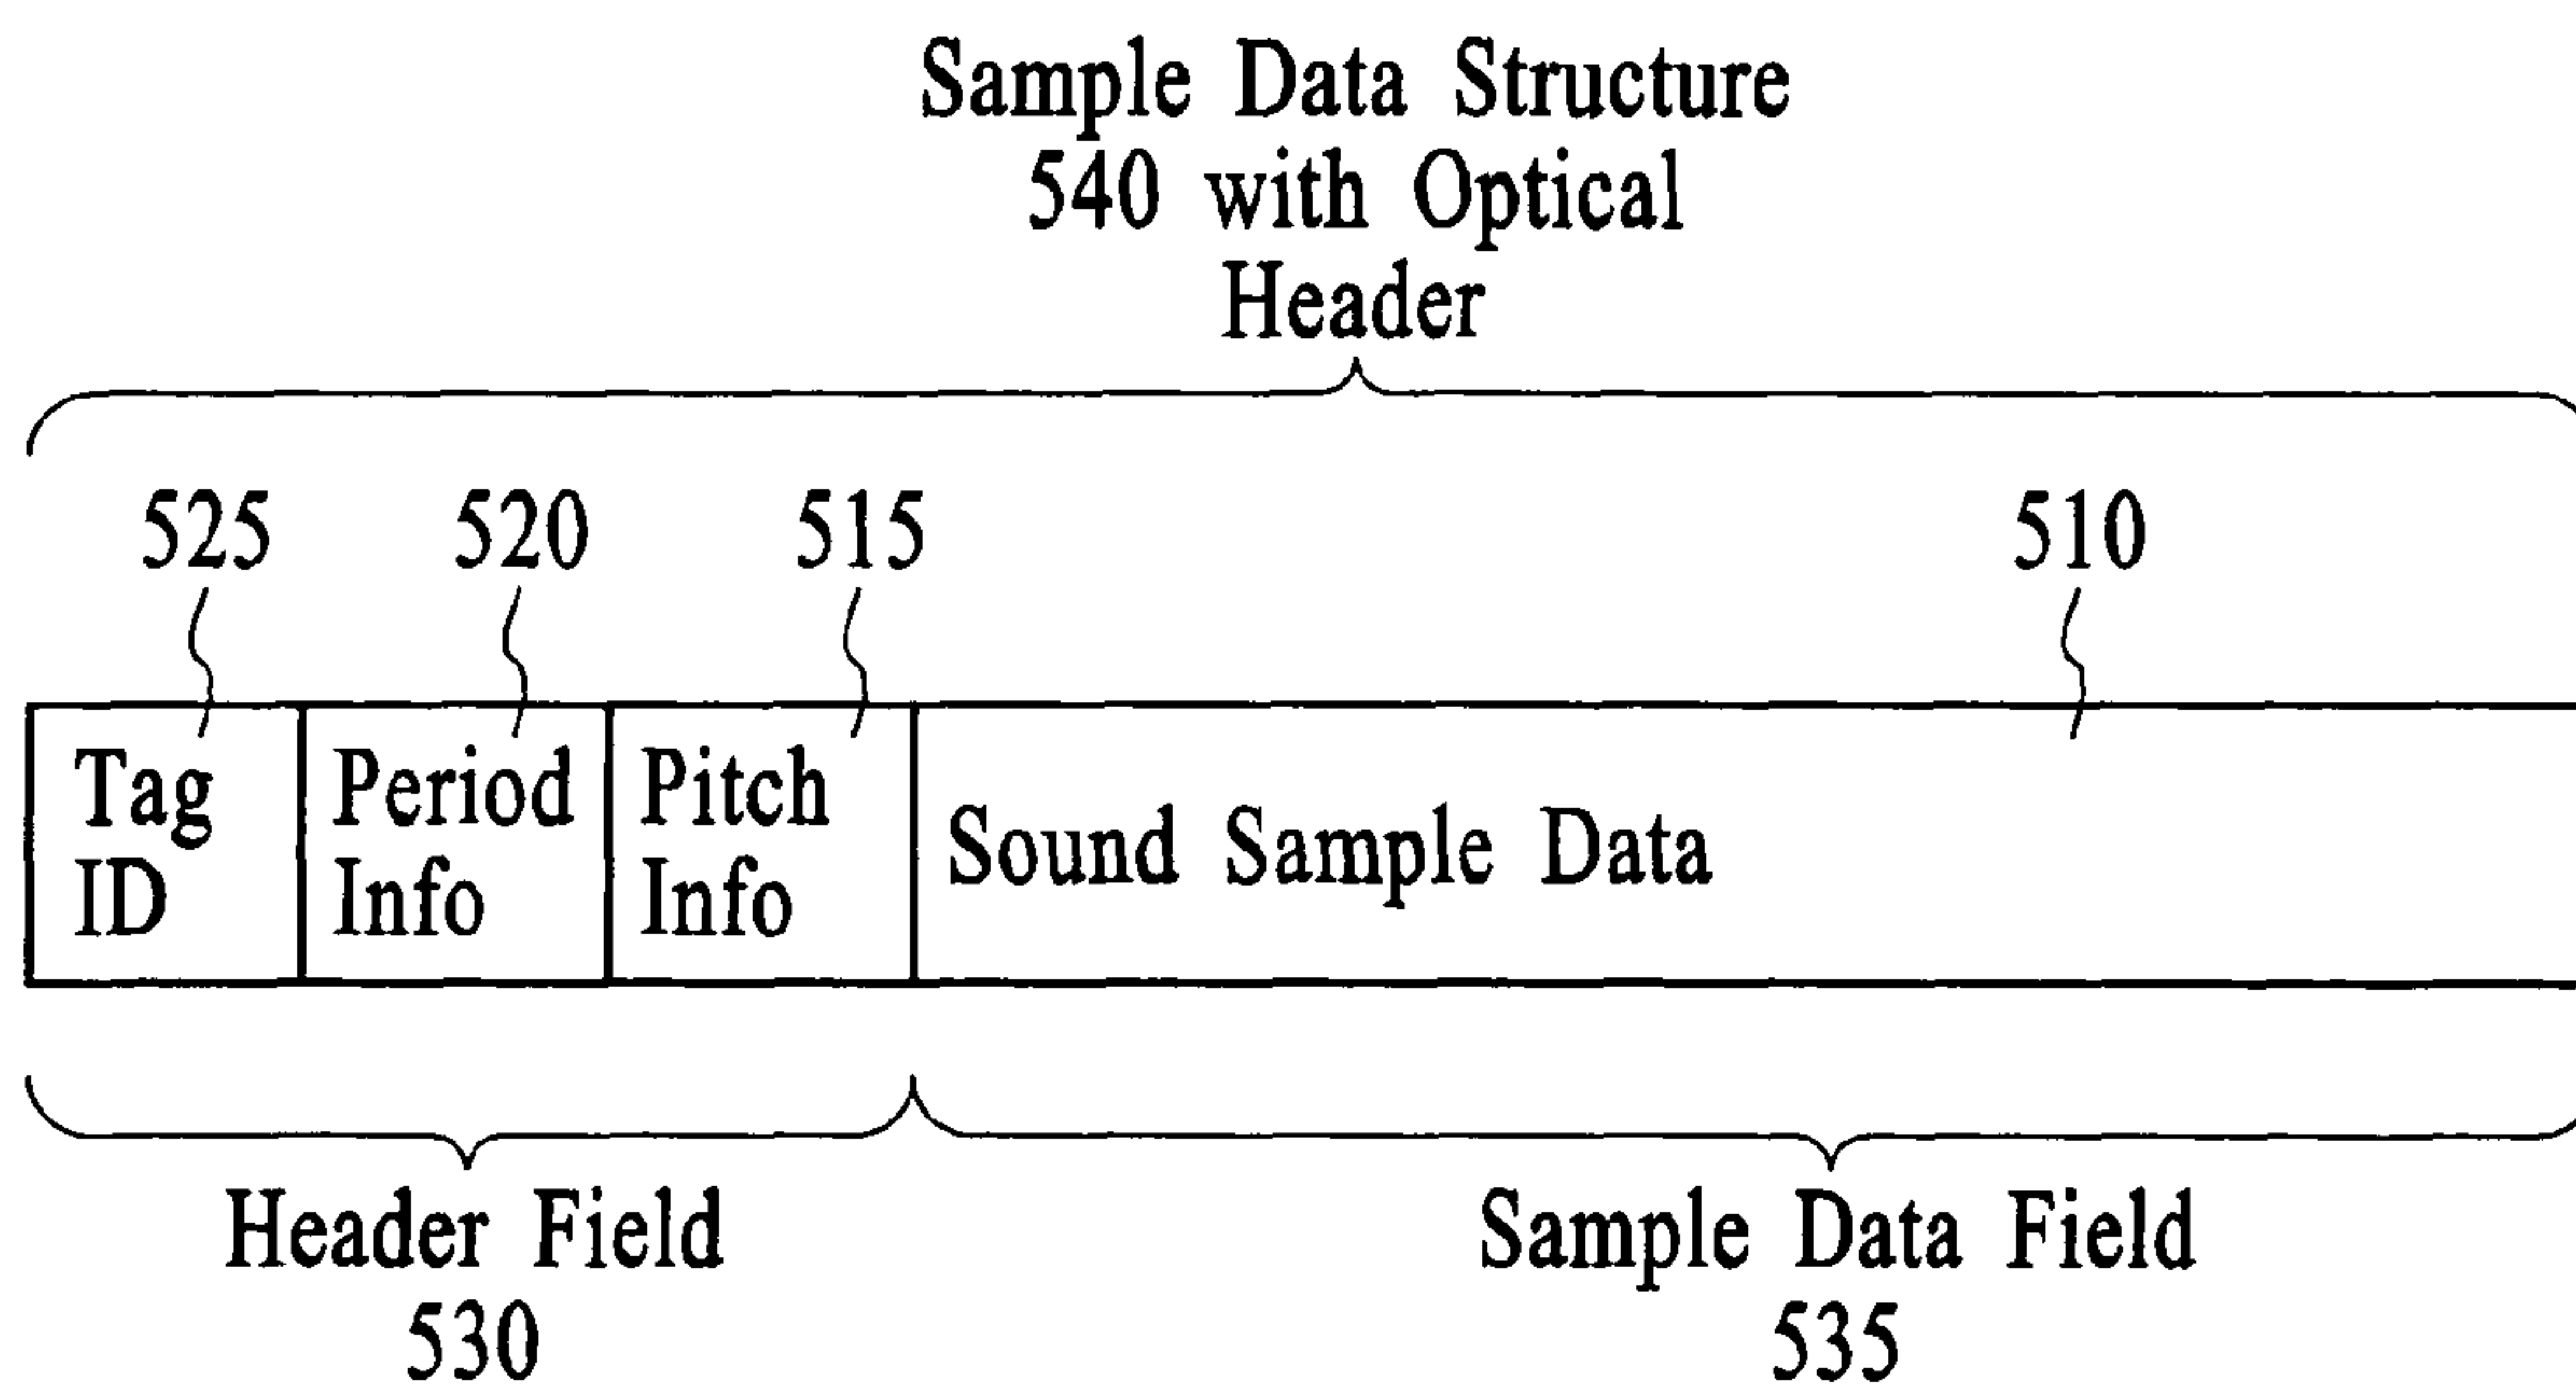 Sample Data Structure
540 with Optical
Header
525 520 515 510
Tag
ID
Period
Info
Pitch
Info
Sound Sample Data
Header Field
530
Sample Data Field
535